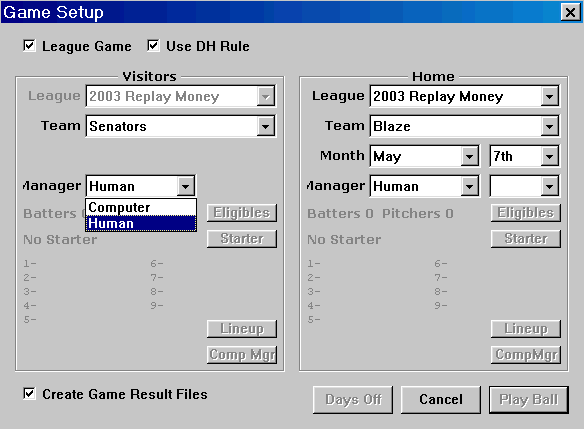 Game Setup
League Game Use DH Rule
Visitors
League 2003 Replay Money
Team Senators
Manager Human
Computer
Human
Batters 0 Eligibles
No Starter Starter
1- 6-
2- 7-
3- 8-
4- 9-
5-
Lineup
Comp Mgr
Home
League 2003 Replay Money
Team Blaze
Month May 7th
Manager Human
Batters 0 Pitchers 0 Eligibles
No Starter Starter
1- 6-
2- 7-
3- 8-
4- 9-
5-
Lineup
CompMgr
Create Game Result Files
Days Off Cancel Play Ball